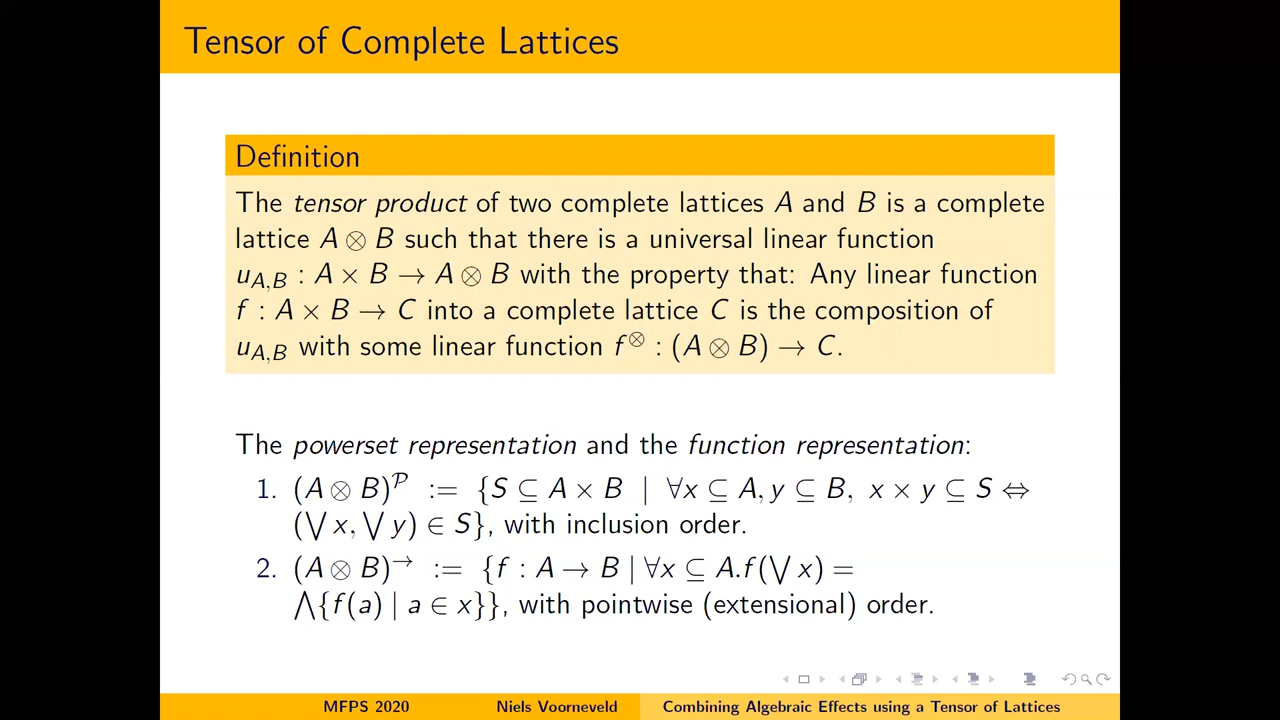 Tensor of Complete Lattices
Definition
The tensor product of two complete lattices A and B is a complete
lattice A ⊗ B such that there is a universal linear function
u_{A,B} : A × B → A ⊗ B with the property that: Any linear function
f : A × B → C into a complete lattice C is the composition of
u_{A,B} with some linear function f^⊗ : (A ⊗ B) → C.
The powerset representation and the function representation:
1. (A ⊗ B)^𝒫 := {S ⊆ A × B | ∀x ⊆ A, y ⊆ B, x × y ⊆ S ⇔
(⋁ x, ⋁ y) ∈ S}, with inclusion order.
2. (A ⊗ B)^→ := {f : A → B | ∀x ⊆ A.f(⋁ x) =
⋀{f(a) | a ∈ x}}, with pointwise (extensional) order.
MFPS 2020 Niels Voorneveld Combining Algebraic Effects using a Tensor of Lattices